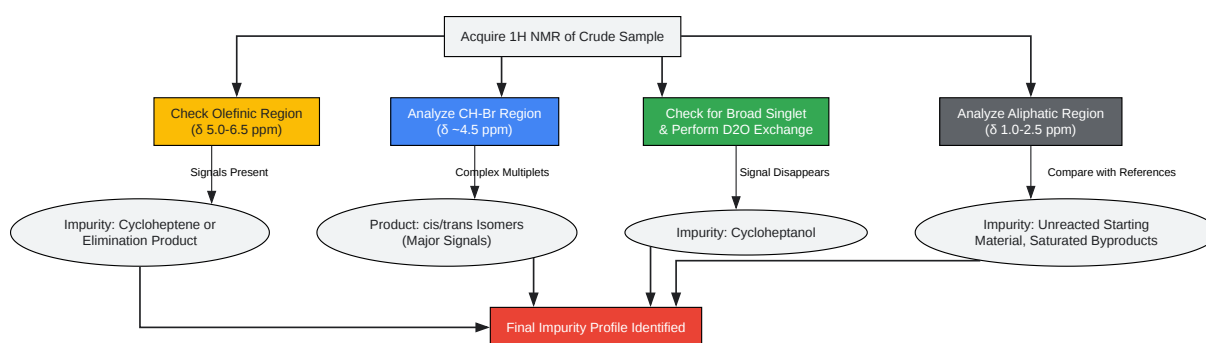 Acquire 1H NMR of Crude Sample
Check Olefinic Region
(δ 5.0-6.5 ppm)
Analyze CH-Br Region
(δ ~4.5 ppm)
Check for Broad Singlet
& Perform D2O Exchange
Analyze Aliphatic Region
(δ 1.0-2.5 ppm)
Signals Present
Complex Multiplets
Signal Disappears
Compare with References
Impurity: Cycloheptene or
Elimination Product
Product: cis/trans Isomers
(Major Signals)
Impurity: Cycloheptanol
Impurity: Unreacted Starting
Material, Saturated Byproducts
Final Impurity Profile Identified